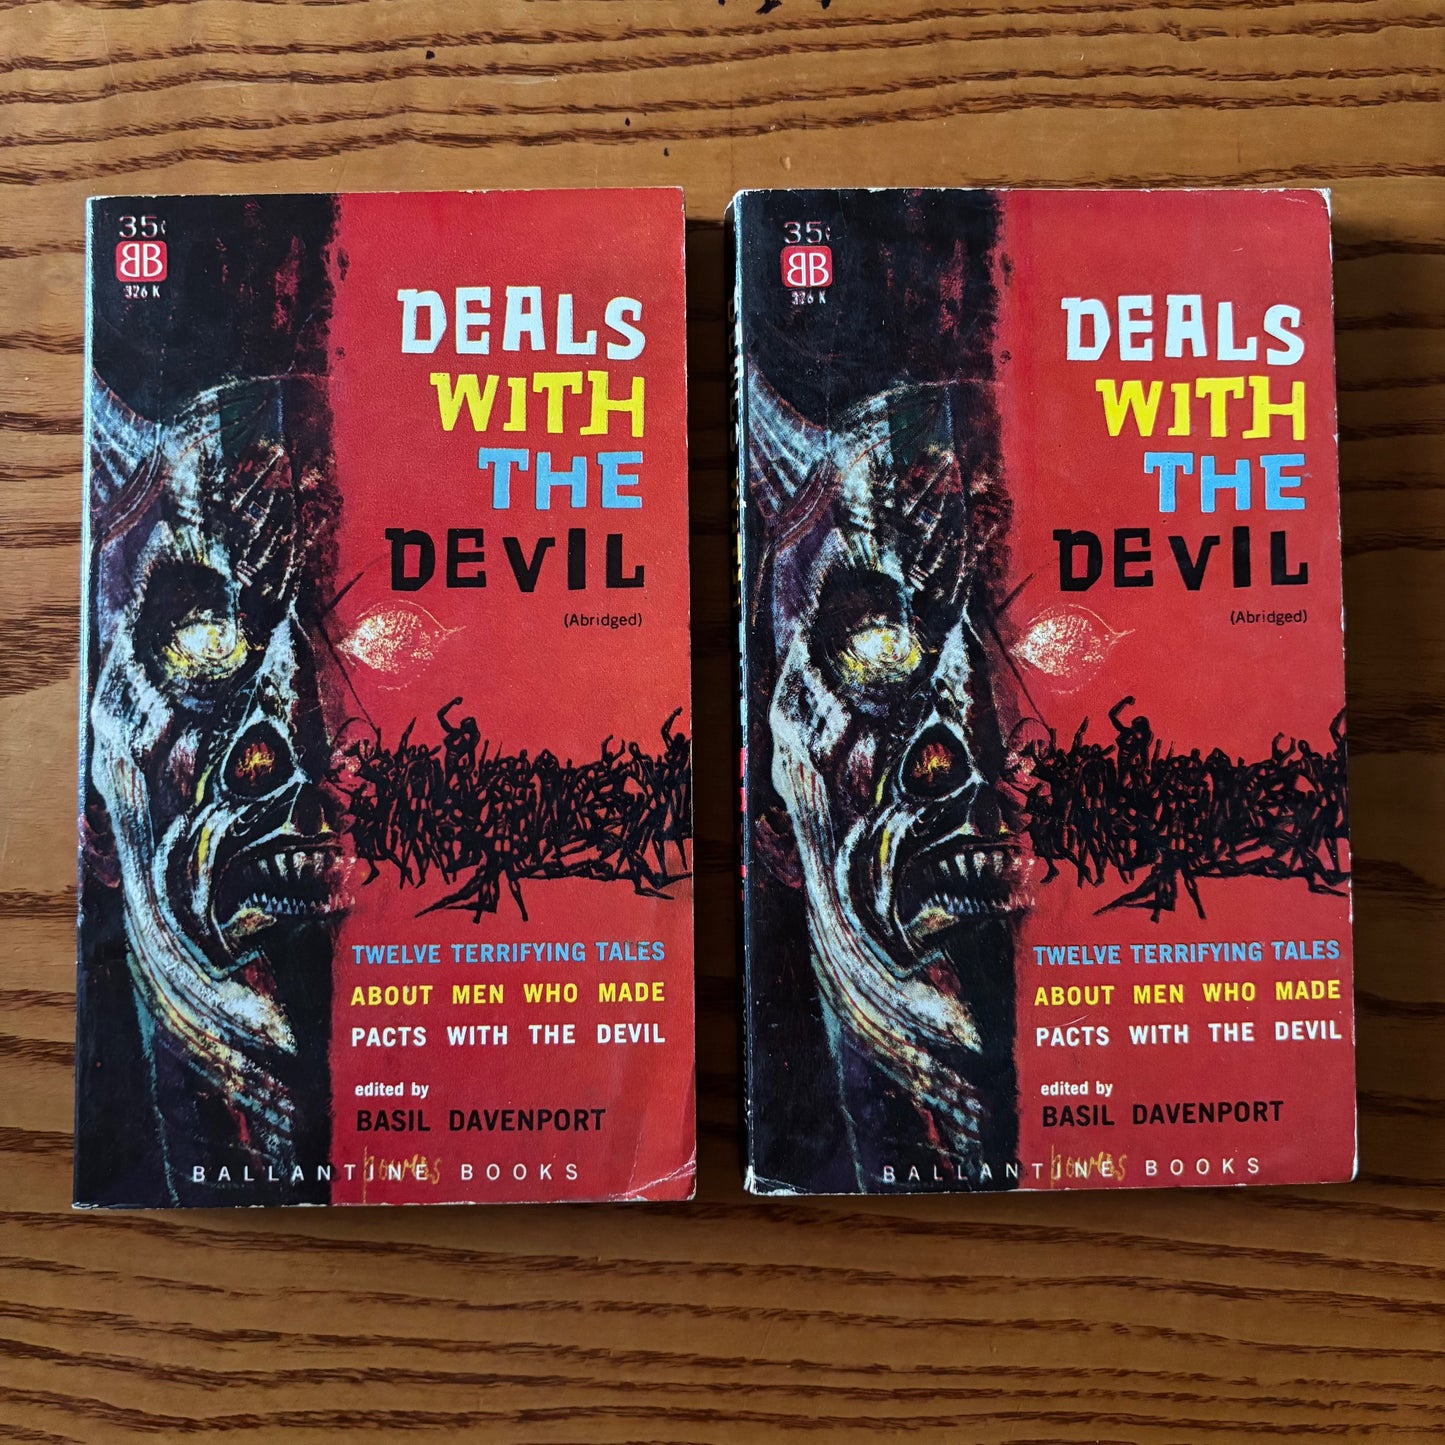 35¢
BB
326 K
DEALS
WITH
THE
DEVIL
(Abridged)
TWELVE TERRIFYING TALES
ABOUT MEN WHO MADE
PACTS WITH THE DEVIL
edited by
BASIL DAVENPORT
BALLANTINE BOOKS
35¢
BB
326 K
DEALS
WITH
THE
DEVIL
(Abridged)
TWELVE TERRIFYING TALES
ABOUT MEN WHO MADE
PACTS WITH THE DEVIL
edited by
BASIL DAVENPORT
BALLANTINE BOOKS